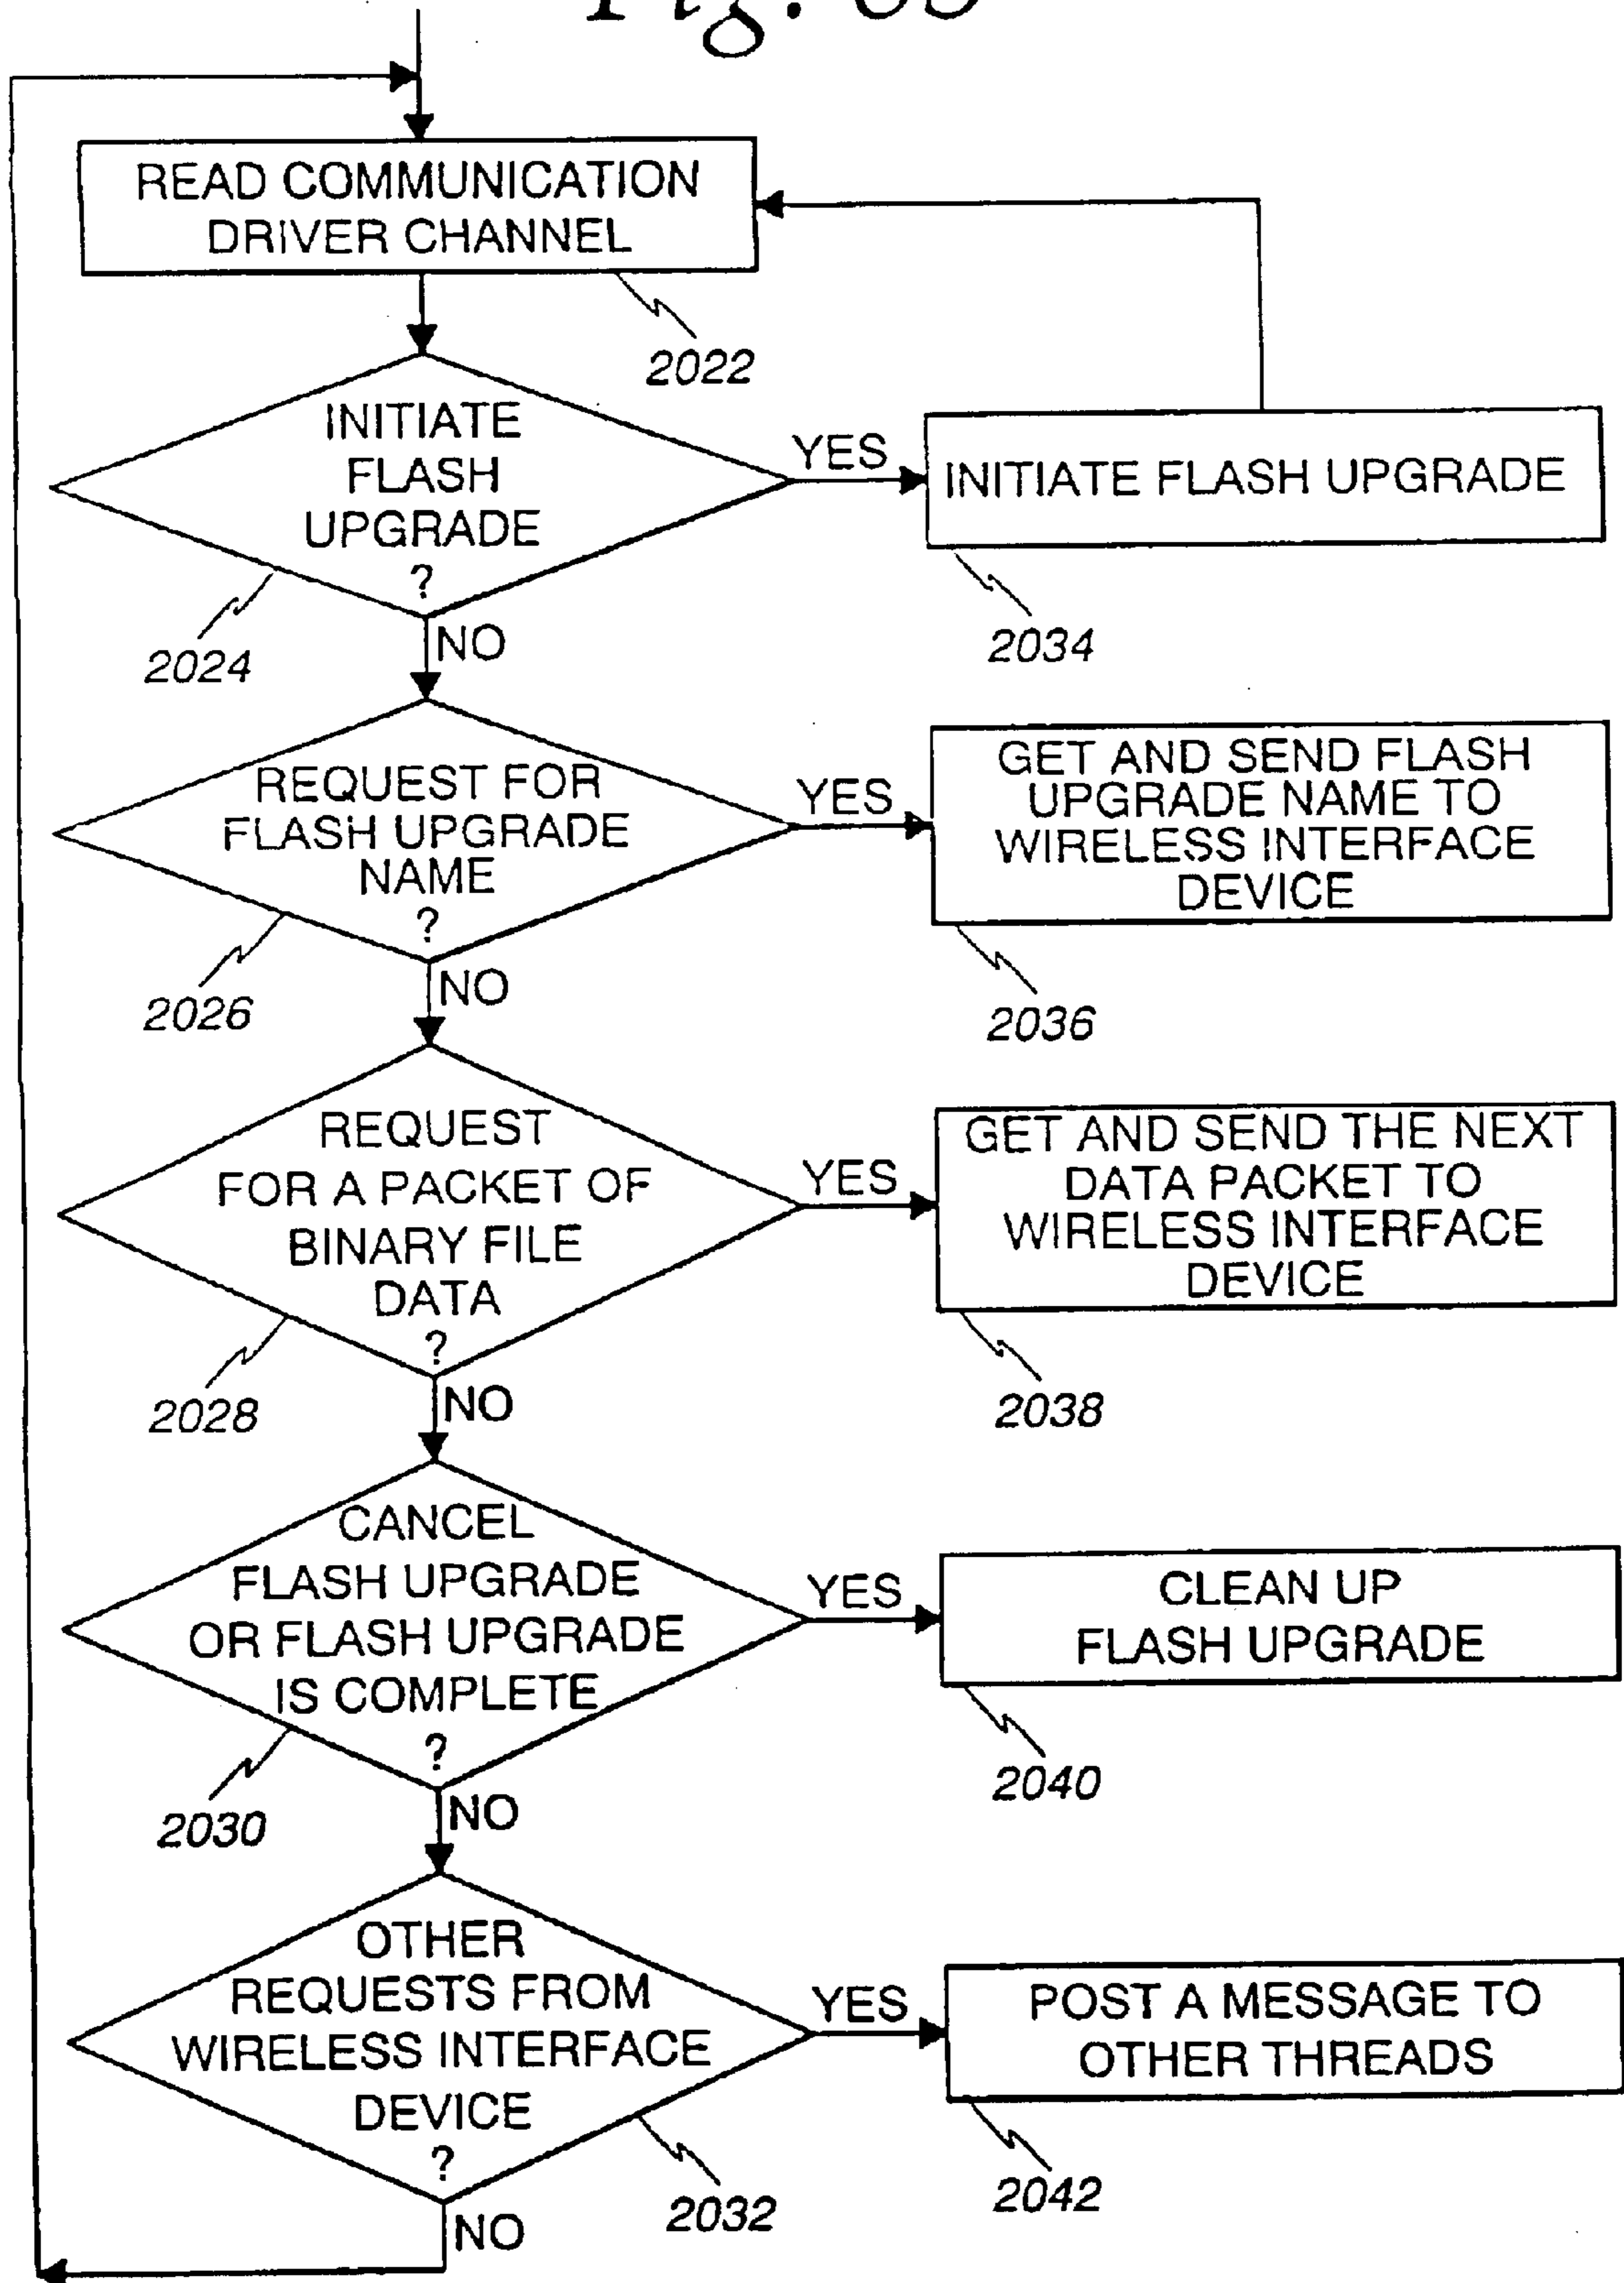 READ COMMUNICATION
DRIVER CHANNEL
2022
INITIATE
FLASH
UPGRADE
?
YES
INITIATE FLASH UPGRADE
2024
NO
2034
REQUEST FOR
FLASH UPGRADE
NAME
?
YES
GET AND SEND FLASH
UPGRADE NAME TO
WIRELESS INTERFACE
DEVICE
2026
NO
2036
REQUEST
FOR A PACKET OF
BINARY FILE
DATA
?
YES
GET AND SEND THE NEXT
DATA PACKET TO
WIRELESS INTERFACE
DEVICE
2028
NO
2038
CANCEL
FLASH UPGRADE
OR FLASH UPGRADE
IS COMPLETE
?
YES
CLEAN UP
FLASH UPGRADE
2030
NO
2040
OTHER
REQUESTS FROM
WIRELESS INTERFACE
DEVICE
?
YES
POST A MESSAGE TO
OTHER THREADS
2032
NO
2042